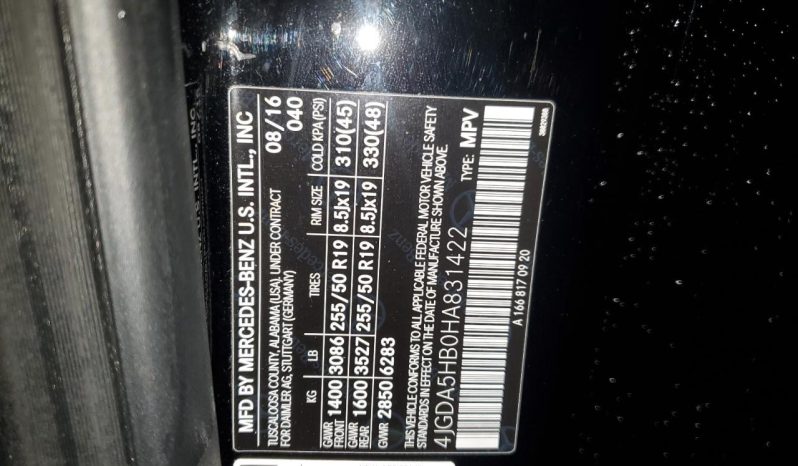 MFD BY MERCEDES-BENZ U.S. INTL., INC
TUSCALOOSA COUNTY, ALABAMA (USA), UNDER CONTRACT 08/16
FOR DAIMLER AG, STUTTGART (GERMANY) 040
KG LB TIRES RIM SIZE COLD KPA (PSI)
GAWR FRONT 1400 3086 255/50 R19 8.5Jx19 310(45)
GAWR REAR 1600 3527 255/50 R19 8.5Jx19 330(48)
GVWR 2850 6283
THIS VEHICLE CONFORMS TO ALL APPLICABLE FEDERAL MOTOR VEHICLE SAFETY
STANDARDS IN EFFECT ON THE DATE OF MANUFACTURE SHOWN ABOVE.
4JGDA5HB0HA831422 TYPE: MPV
A 166 817 09 20